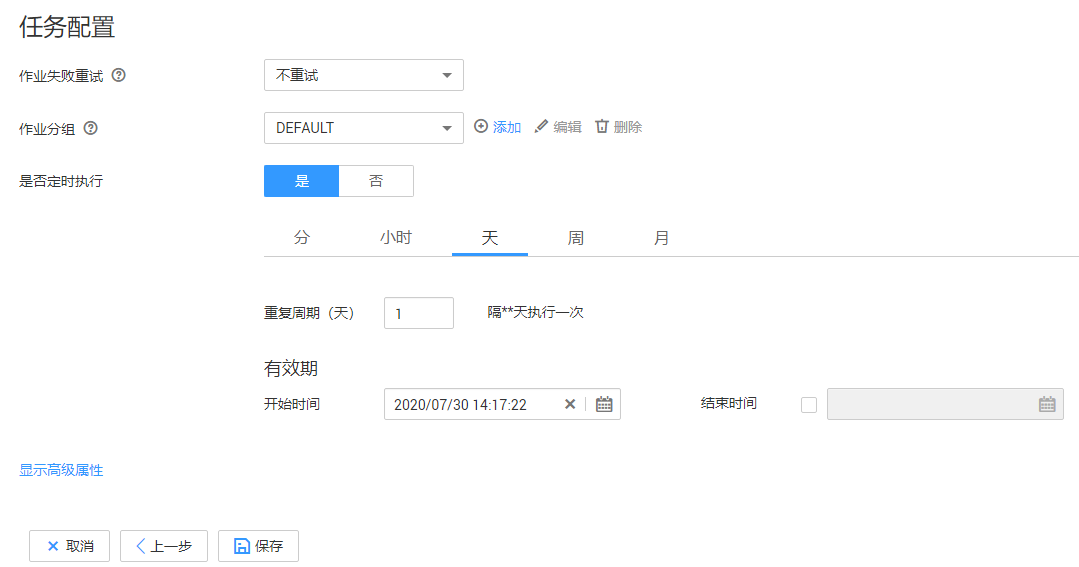 任务配置
作业失败重试 不重试
作业分组 DEFAULT 添加 编辑 删除
是否定时执行 是 否
分 小时 天 周 月
重复周期（天） 1 隔**天执行一次
有效期
开始时间 2020/07/30 14:17:22 结束时间
显示高级属性
取消 上一步 保存